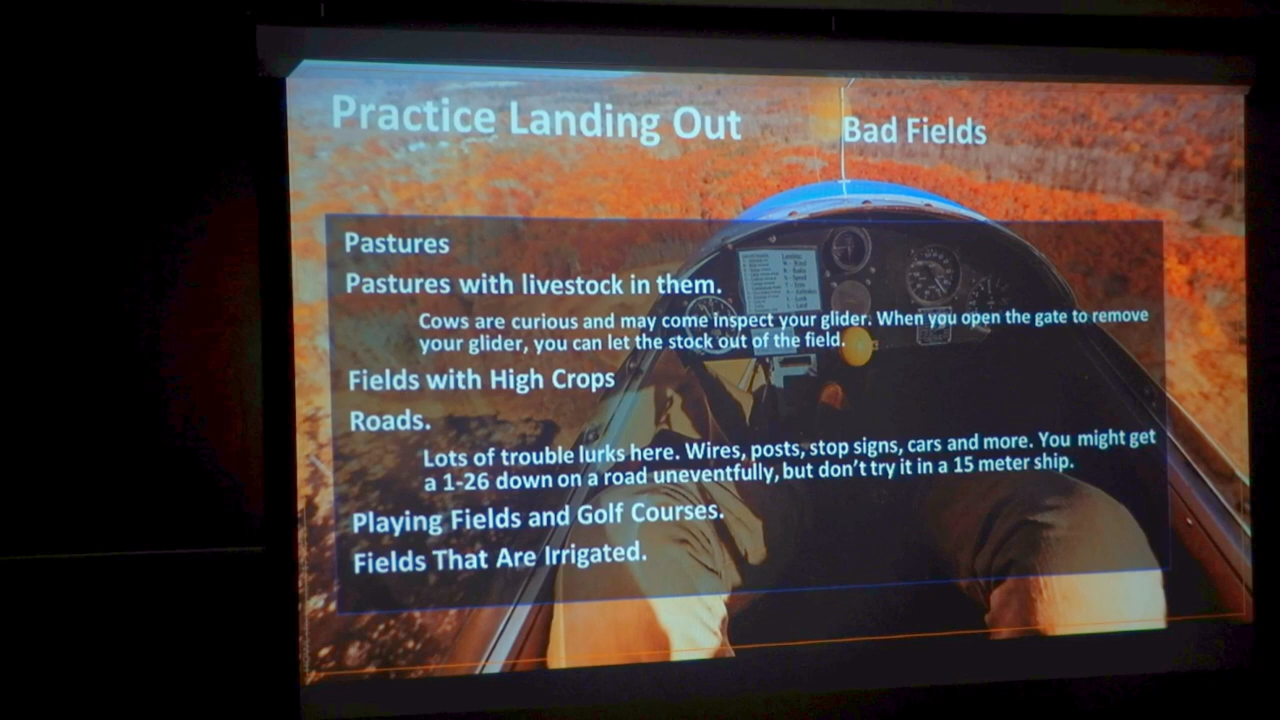 Practice Landing Out
Bad Fields
Pastures
Pastures with livestock in them.
Cows are curious and may come inspect your glider. When you open the gate to remove
your glider, you can let the stock out of the field.
Fields with High Crops
Roads.
Lots of trouble lurks here. Wires, posts, stop signs, cars and more. You might get
a 1-26 down on a road uneventfully, but don't try it in a 15 meter ship.
Playing Fields and Golf Courses.
Fields That Are Irrigated.